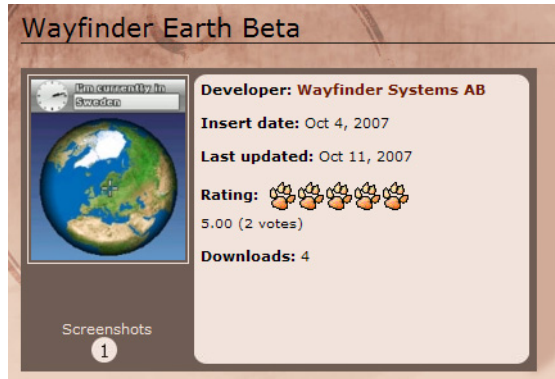 Wayfinder Earth Beta
I'm currently in
Sweden
Developer: Wayfinder Systems AB
Insert date: Oct 4, 2007
Last updated: Oct 11, 2007
Rating:
5.00 (2 votes)
Downloads: 4
Screenshots
1